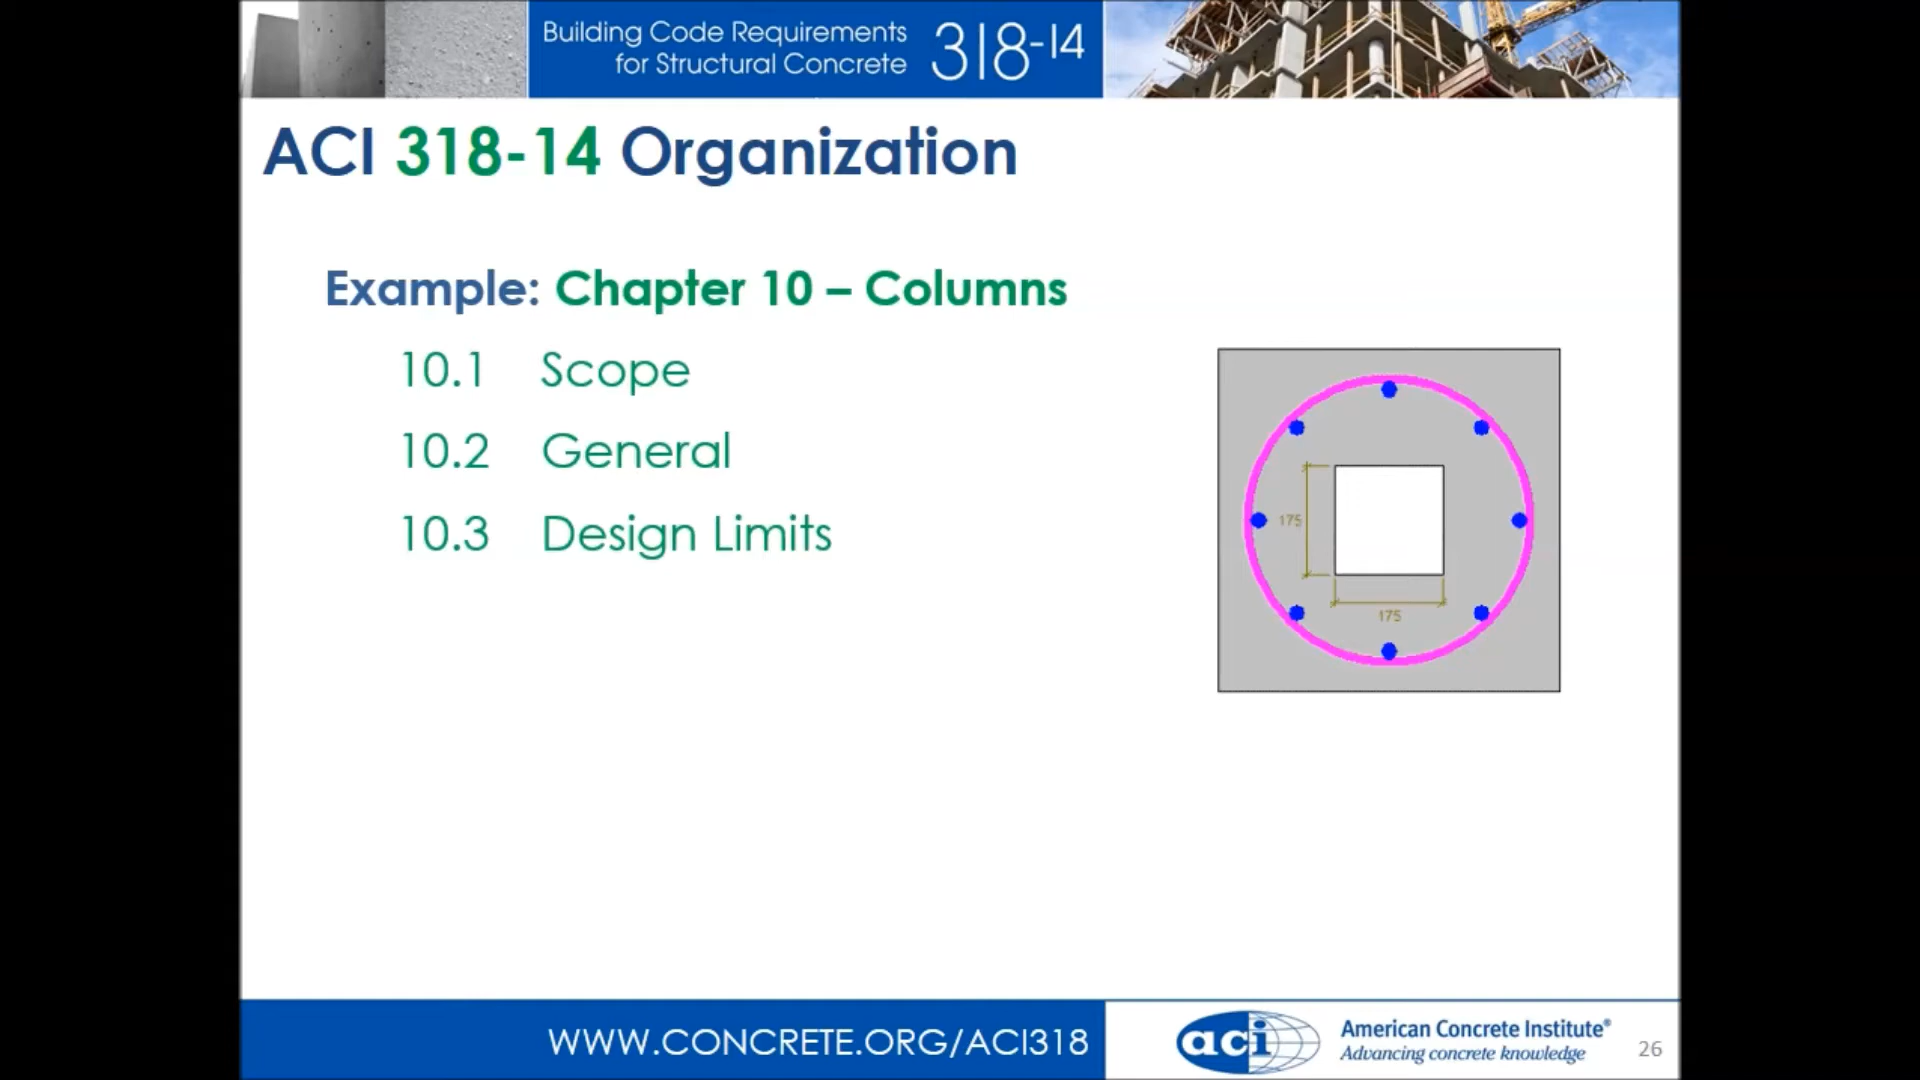 Building Code Requirements
for Structural Concrete
318-14
ACI 318-14 Organization
Example: Chapter 10 – Columns
10.1 Scope
10.2 General
10.3 Design Limits
175
175
WWW.CONCRETE.ORG/ACI318
aci
American Concrete Institute®
Advancing concrete knowledge
26